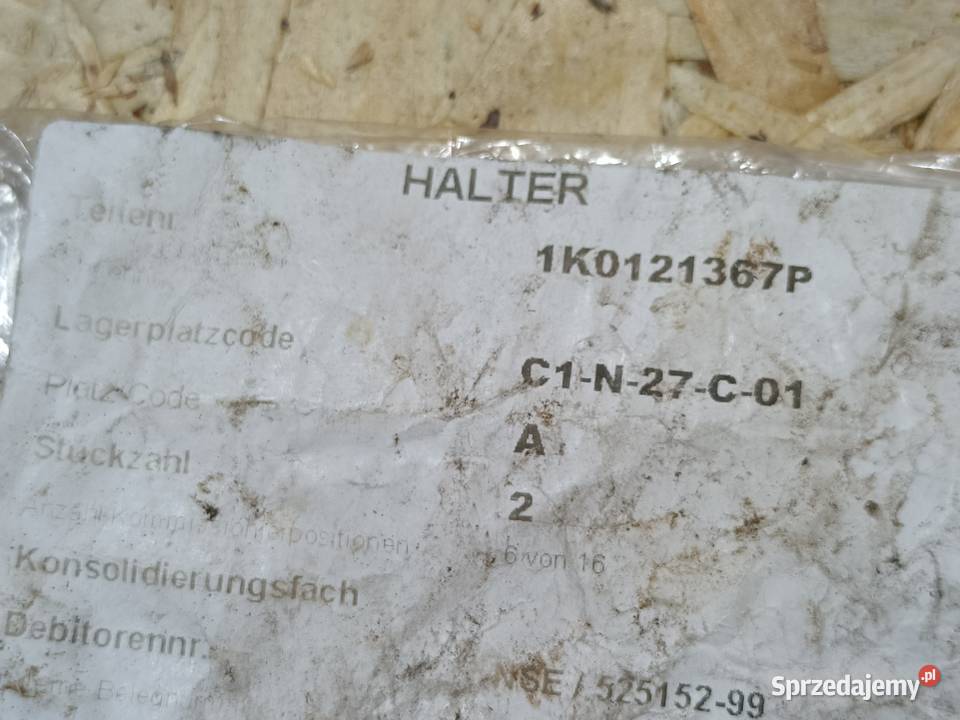 HALTER
Teilenr.
1K0121367P
Lagerplatzcode
C1-N-27-C-01
Platz-Code
A
Stückzahl
2
6 von 16
Konsolidierungsfach
Debitorennr.
NSE / 525152-99
Sprzedajemy.pl